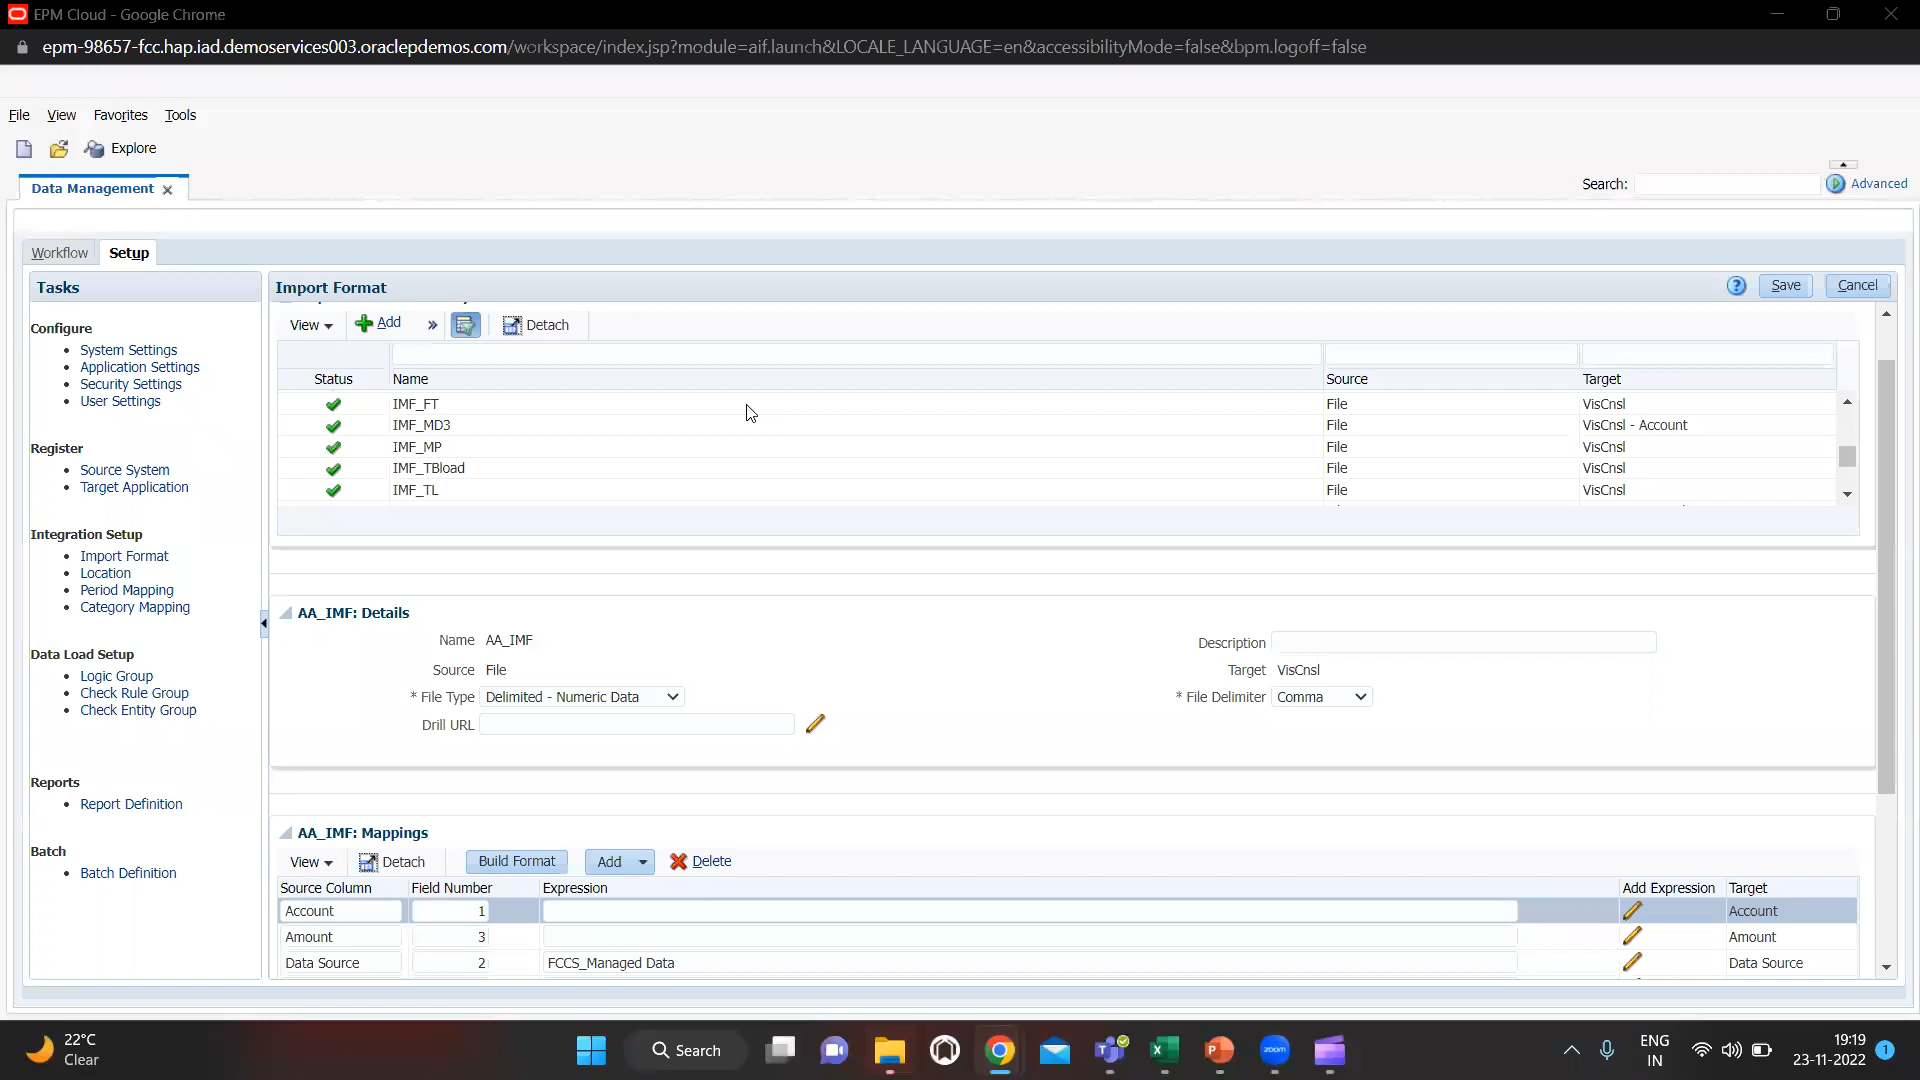 EPM Cloud - Google Chrome
epm-98657-fcc.hap.iad.demoservices003.oraclepdemos.com/workspace/index.jsp?module=aif.launch&LOCALE_LANGUAGE=en&accessibilityMode=false&bpm.logoff=false
File View Favorites Tools
Explore
Data Management
Search: Advanced
Workflow Setup
Tasks
Configure
System Settings
Application Settings
Security Settings
User Settings
Register
Source System
Target Application
Integration Setup
Import Format
Location
Period Mapping
Category Mapping
Data Load Setup
Logic Group
Check Rule Group
Check Entity Group
Reports
Report Definition
Batch
Batch Definition
Import Format Save Cancel
View Add » Detach
Status Name Source Target
IMF_FT File VisCnsl
IMF_MD3 File VisCnsl - Account
IMF_MP File VisCnsl
IMF_TBload File VisCnsl
IMF_TL File VisCnsl
AA_IMF: Details
Name AA_IMF Description
Source File Target VisCnsl
* File Type Delimited - Numeric Data * File Delimiter Comma
Drill URL
AA_IMF: Mappings
View Detach Build Format Add Delete
Source Column Field Number Expression Add Expression Target
Account 1 Account
Amount 3 Amount
Data Source 2 FCCS_Managed Data Data Source
22°C
Clear
Search
zoom
ENG
IN
19:19
23-11-2022
1